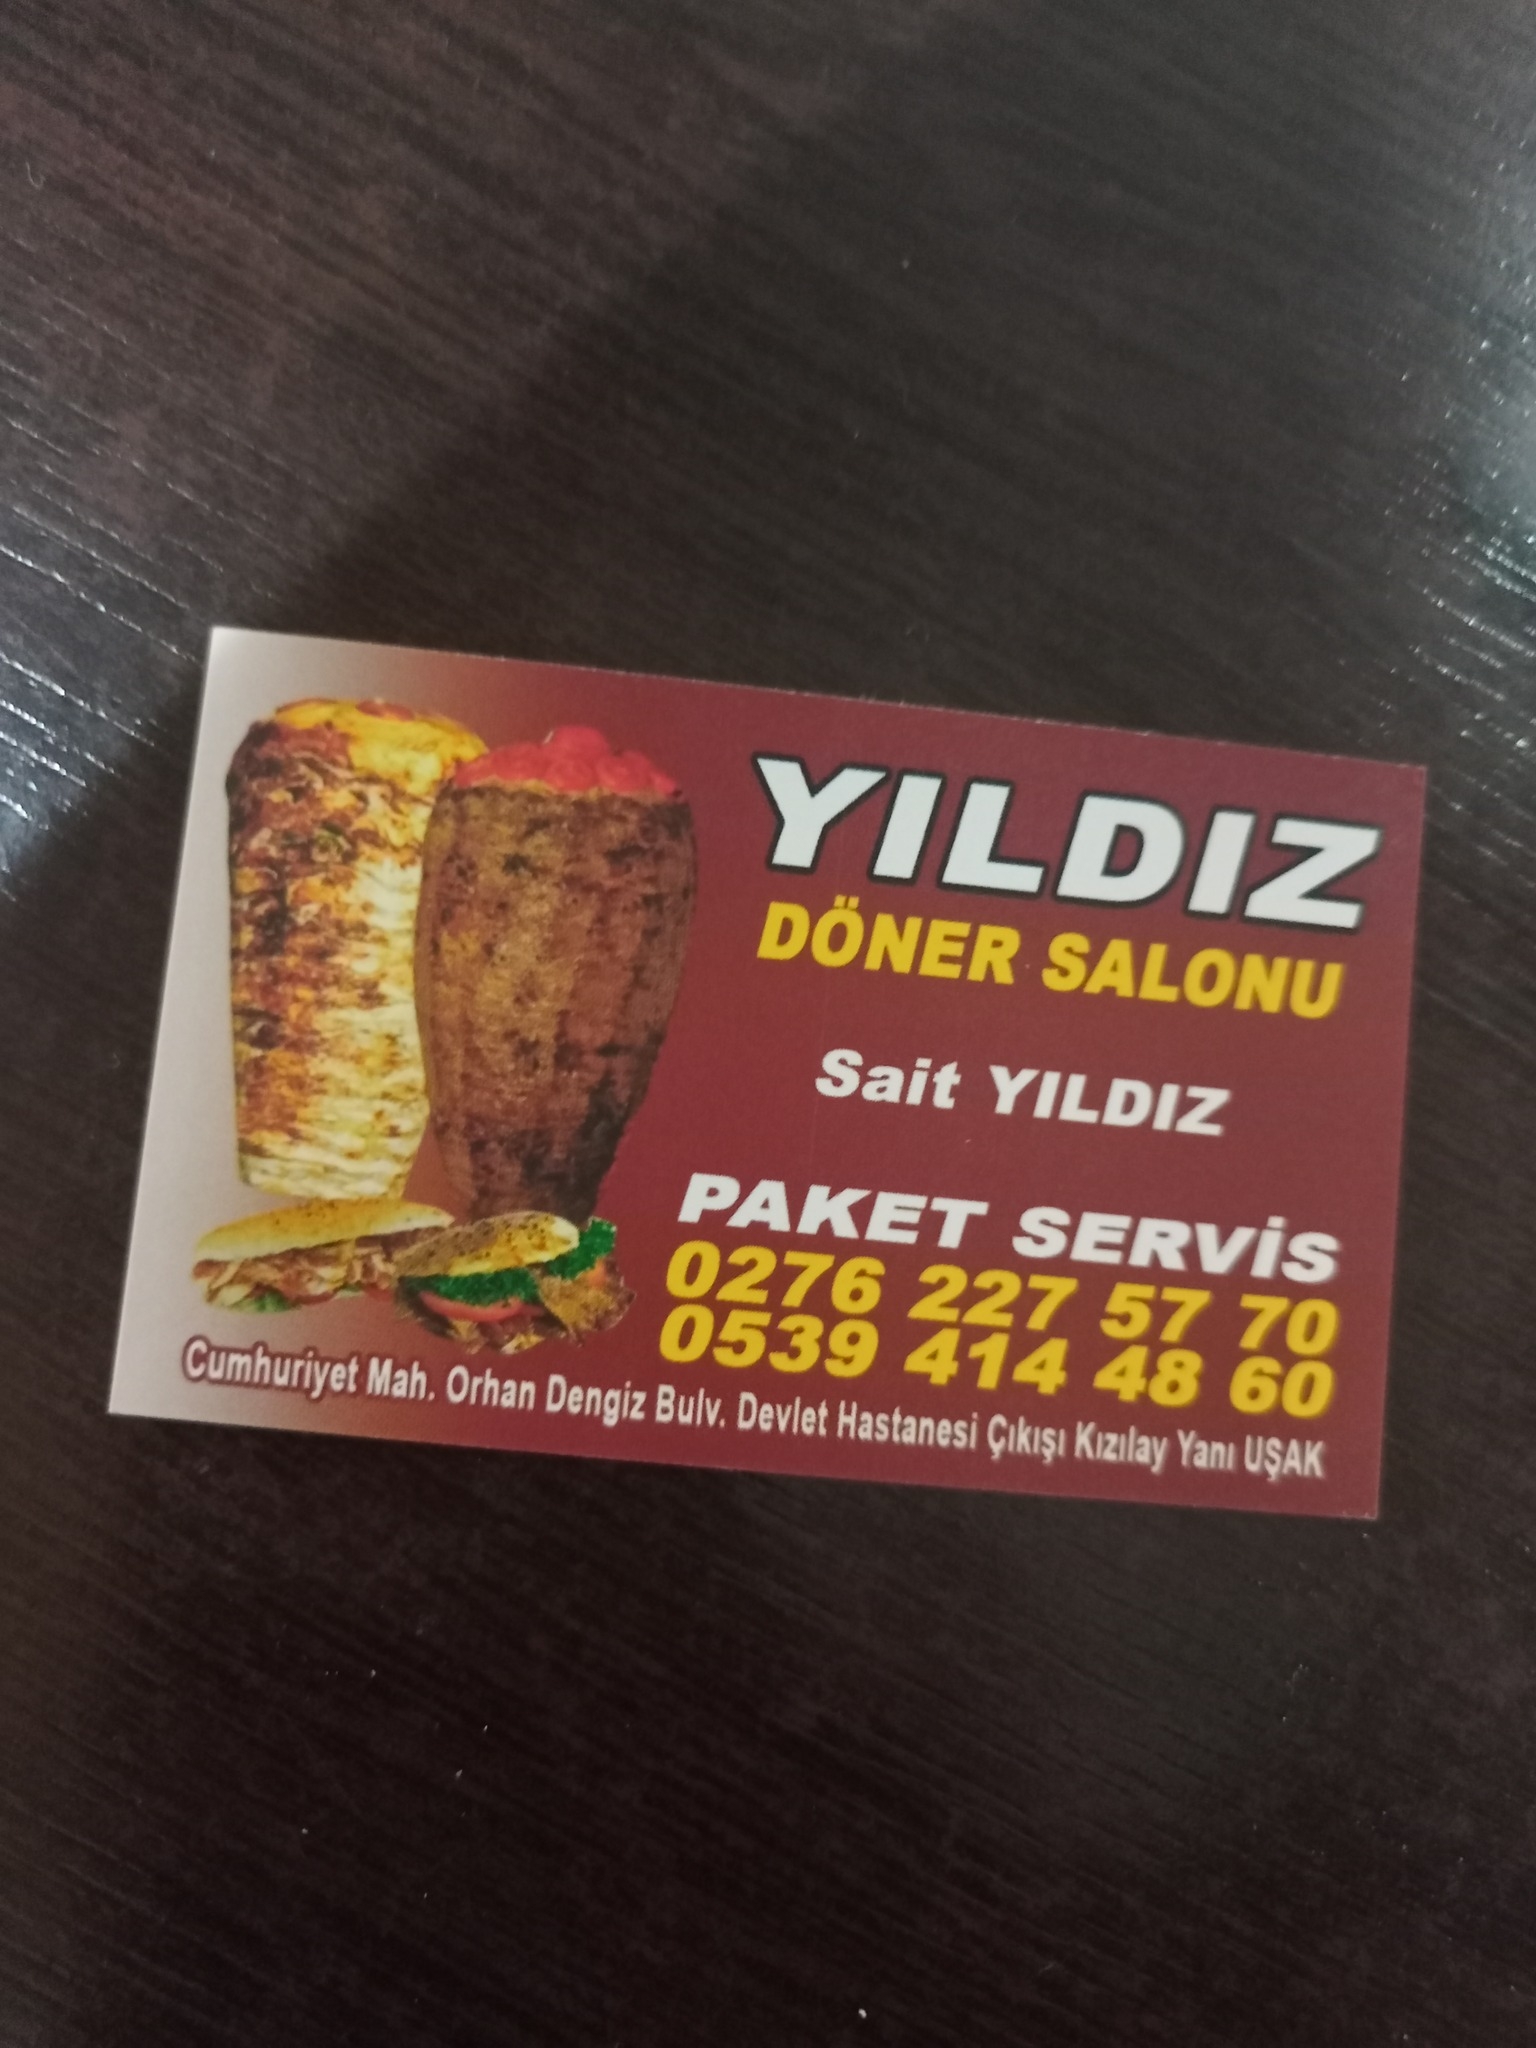 YILDIZ
DÖNER SALONU
Sait YILDIZ
PAKET SERVİS
0276 227 57 70
0539 414 48 60
Cumhuriyet Mah. Orhan Dengiz Bulv. Devlet Hastanesi Çıkışı Kızılay Yanı UŞAK